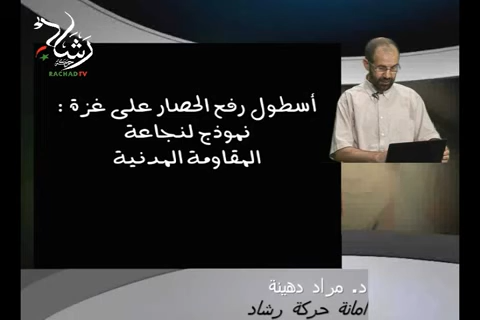 رشاد
RACHAD TV
أسطول رفع الحصار على غزة :
نموذج لنجاعة
المقاومة المدنية
د. مراد دهينة
امانة حركة رشاد